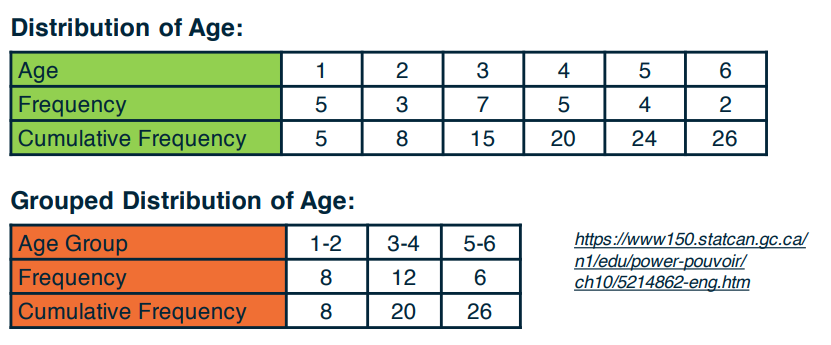 Distribution of Age:
Age 1 2 3 4 5 6
Frequency 5 3 7 5 4 2
Cumulative Frequency 5 8 15 20 24 26
Grouped Distribution of Age:
Age Group 1-2 3-4 5-6
Frequency 8 12 6
Cumulative Frequency 8 20 26
https://www150.statcan.gc.ca/
n1/edu/power-pouvoir/
ch10/5214862-eng.htm